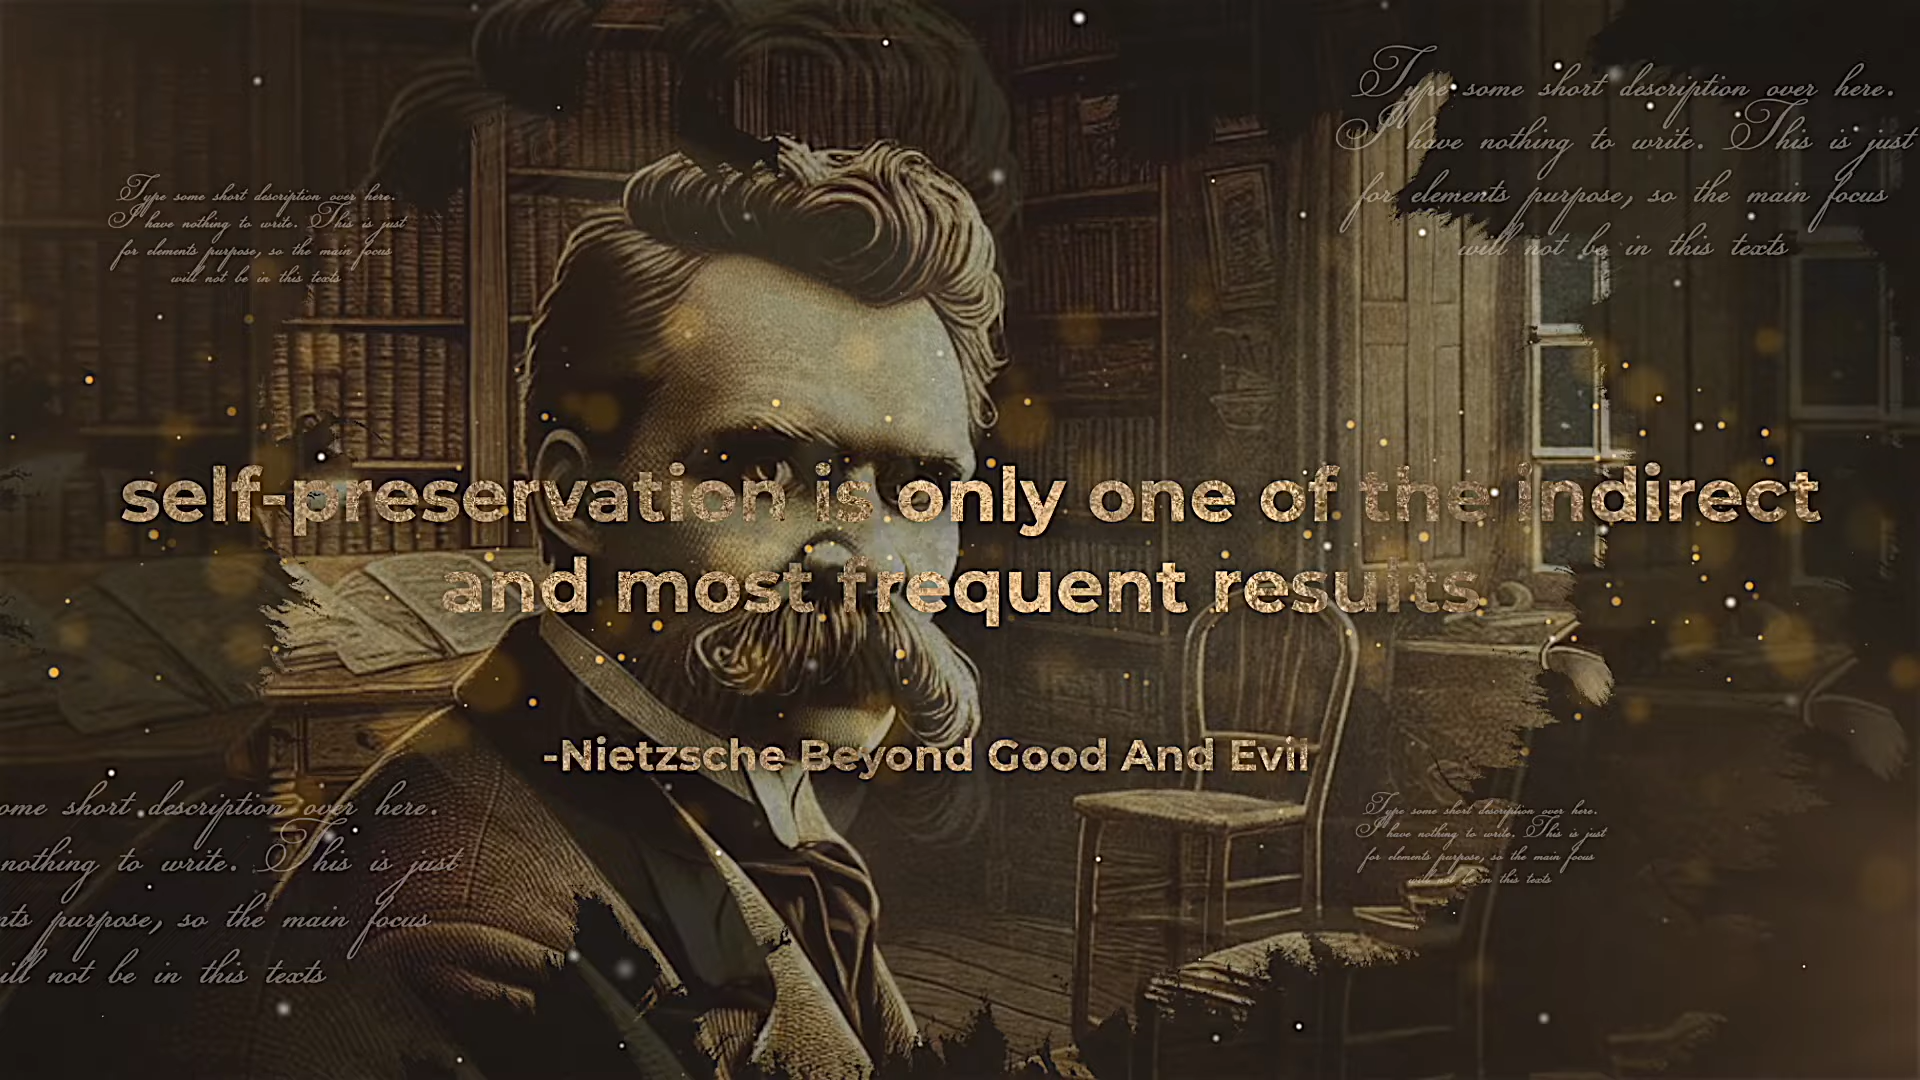 Type some short description over here.
I have nothing to write. This is just
for elements purpose, so the main focus
will not be in this texts
Type some short description over here.
I have nothing to write. This is just
for elements purpose, so the main focus
will not be in this texts
self-preservation is only one of the indirect
and most frequent results
-Nietzsche Beyond Good And Evil
ome short description over here.
nothing to write. This is just
nts purpose, so the main focus
ill not be in this texts
Type some short description over here.
I have nothing to write. This is just
for elements purpose, so the main focus
will not be in this texts